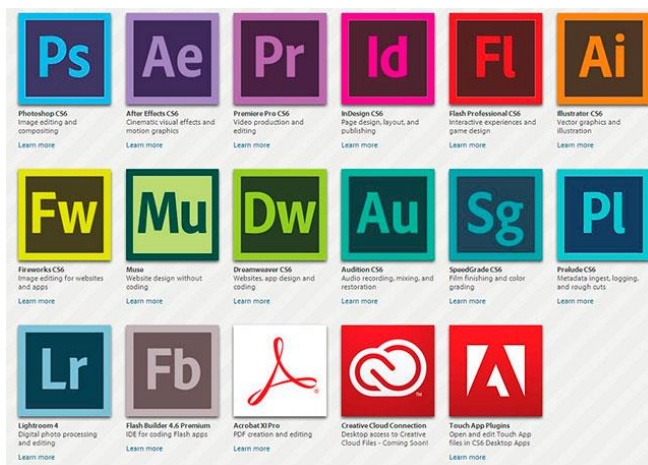 Ps
Ae
Pr
Id
Fl
Ai
Photoshop CS6
Image editing and
compositing
Learn more
After Effects CS6
Cinematic visual effects and
motion graphics
Learn more
Premiere Pro CS6
Video production and
editing
Learn more
InDesign CS6
Page design, layout, and
publishing
Learn more
Flash Professional CS6
Interactive experiences and
game design
Learn more
Illustrator CS6
Vector graphics and
illustration
Learn more
Fw
Mu
Dw
Au
Sg
Pl
Fireworks CS6
Image editing for websites
and apps
Learn more
Muse
Website design without
coding
Learn more
Dreamweaver CS6
Websites, app design and
coding
Learn more
Audition CS6
Audio recording, mixing, and
restoration
Learn more
SpeedGrade CS6
Film finishing and color
grading
Learn more
Prelude CS6
Metadata ingest, logging,
and rough cuts
Learn more
Lr
Fb
TM
Lightroom 4
Digital photo processing
and editing
Learn more
Flash Builder 4.6 Premium
IDE for coding Flash apps
Learn more
Acrobat XI Pro
PDF creation and editing
Learn more
Creative Cloud Connection
Desktop access to Creative
Cloud Files - Coming Soon!
Touch App Plugins
Open and edit Touch App
files in CS6 Desktop Apps
Learn more